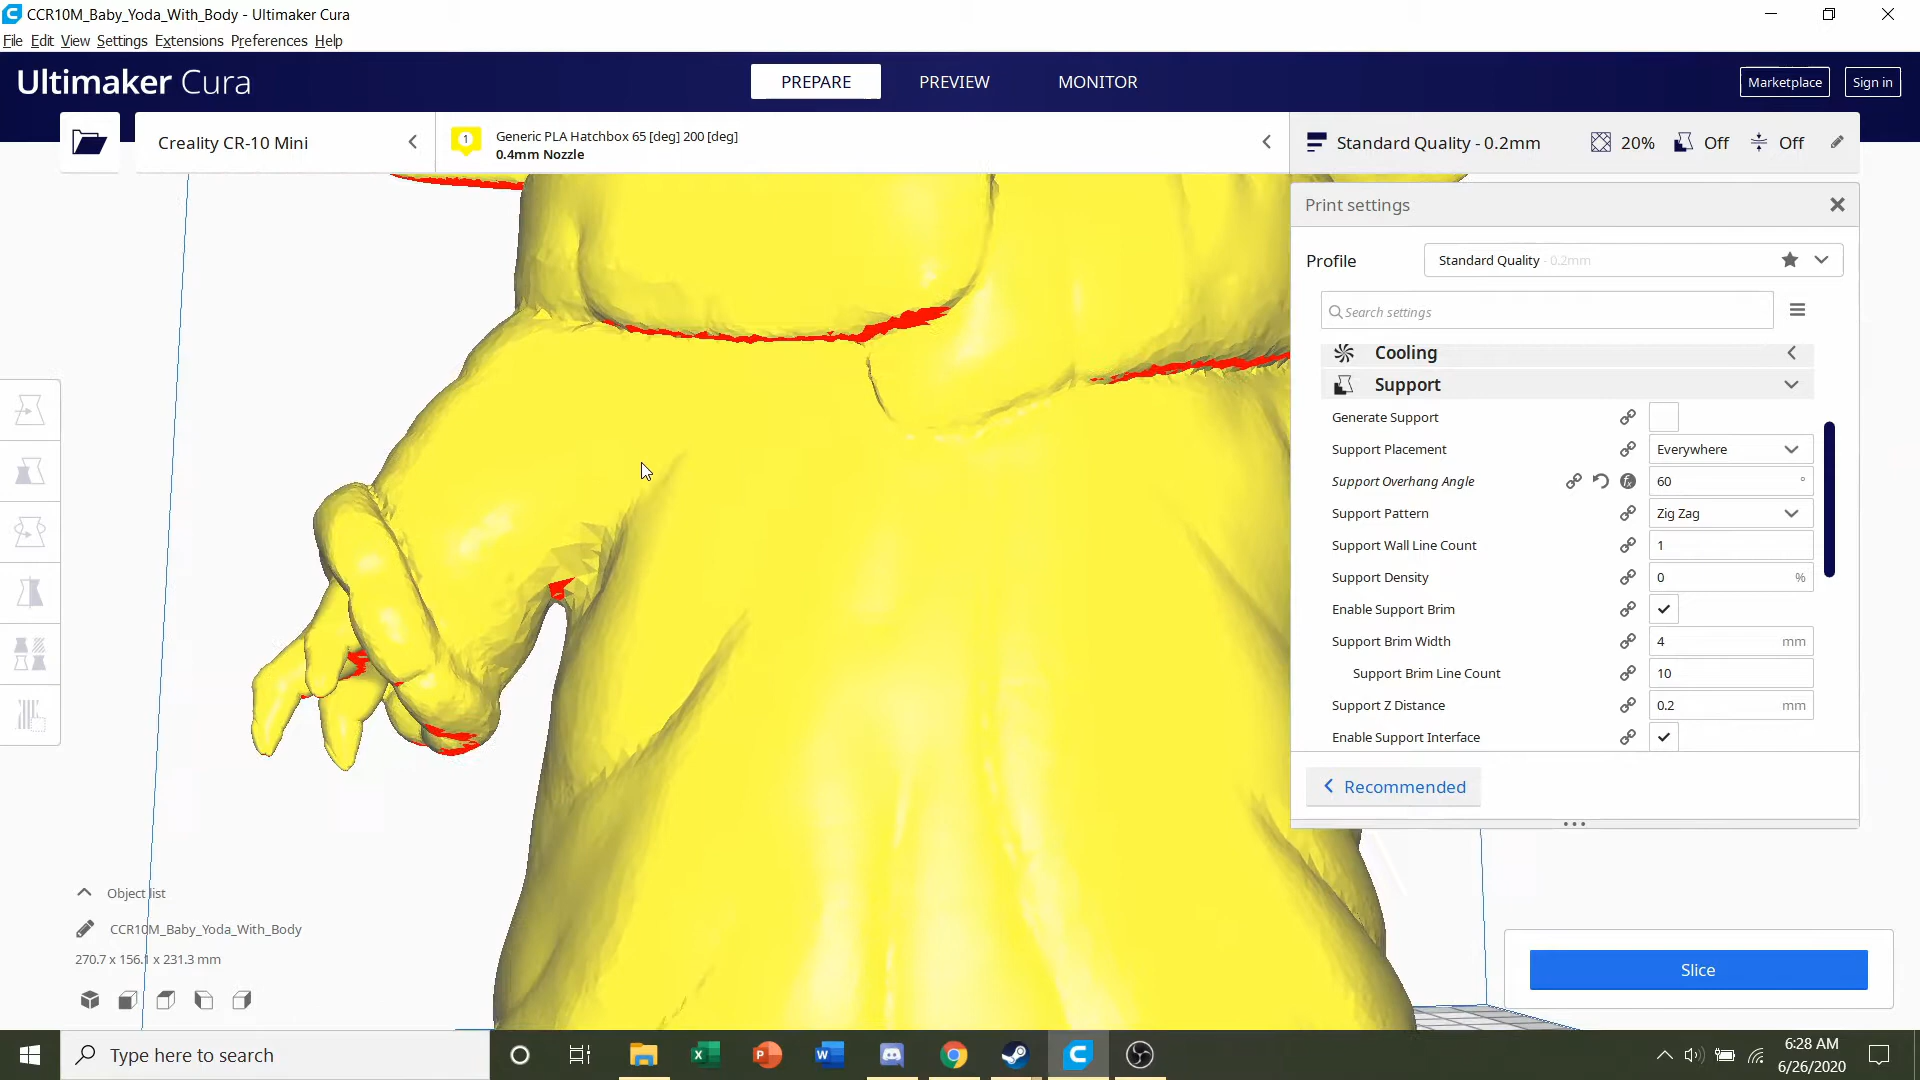 CCR10M_Baby_Yoda_With_Body - Ultimaker Cura
File Edit View Settings Extensions Preferences Help
Ultimaker Cura
PREPARE
PREVIEW
MONITOR
Marketplace
Sign in
Creality CR-10 Mini
1
Generic PLA Hatchbox 65 [deg] 200 [deg]
0.4mm Nozzle
Standard Quality - 0.2mm
20%
Off
Off
Print settings
Profile
Standard Quality - 0.2mm
Search settings
Cooling
Support
Generate Support
Support Placement
Everywhere
Support Overhang Angle
60 °
Support Pattern
Zig Zag
Support Wall Line Count
1
Support Density
0 %
Enable Support Brim
Support Brim Width
4 mm
Support Brim Line Count
10
Support Z Distance
0.2 mm
Enable Support Interface
Recommended
Object list
CCR10M_Baby_Yoda_With_Body
270.7 x 156.1 x 231.3 mm
Slice
Type here to search
6:28 AM
6/26/2020